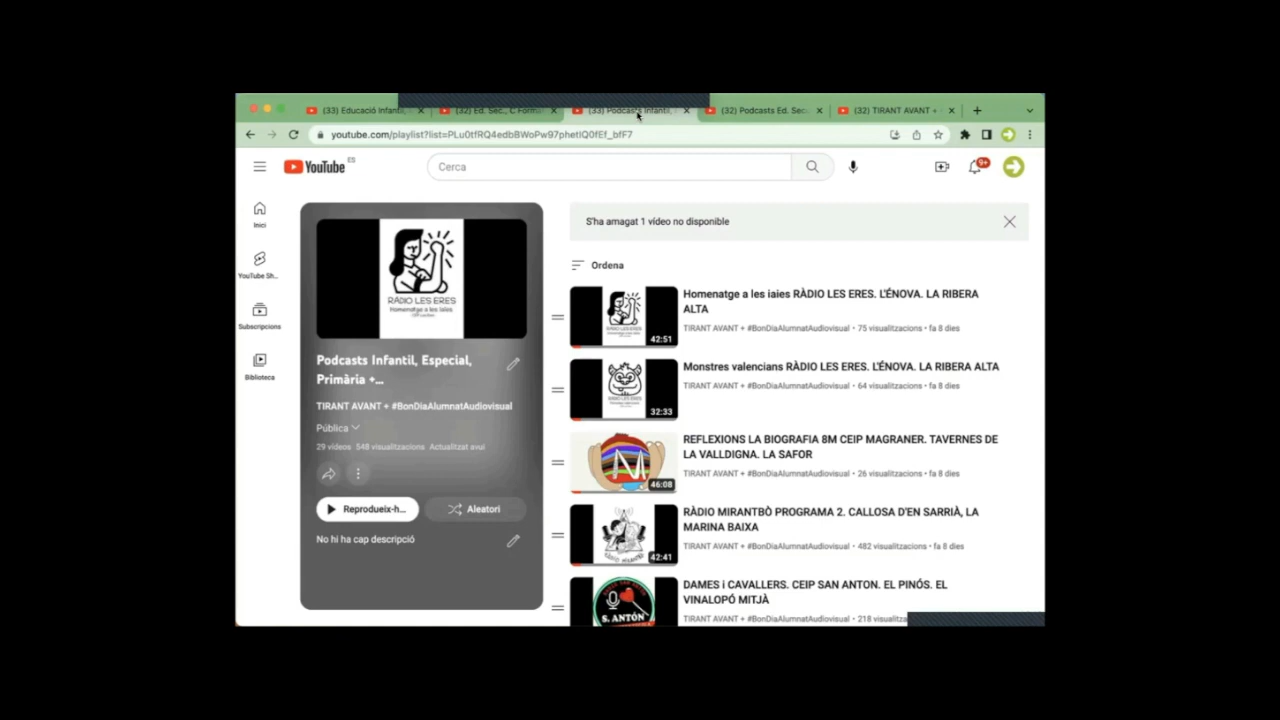 (33) Educació Infantil,
(32) Ed. Sec., C Forma
(33) Podcasts Infantil,
(32) Podcasts Ed. Sec
(32) TIRANT AVANT +
youtube.com/playlist?list=PLu0tfRQ4edbBWoPw97phetIQ0fEf_bfF7
YouTube ES
Cerca
9+
Inici
YouTube Sh...
Subscripcions
Biblioteca
RÀDIO LES ERES
Homenatge a les iaies
Podcasts Infantil, Especial,
Primària +...
TIRANT AVANT + #BonDiaAlumnatAudiovisual
Pública
29 vídeos 548 visualitzacions Actualitzat avui
Reprodueix-h...
Aleatori
No hi ha cap descripció
S'ha amagat 1 vídeo no disponible
Ordena
42:51
Homenatge a les iaies RÀDIO LES ERES. L'ÉNOVA. LA RIBERA
ALTA
TIRANT AVANT + #BonDiaAlumnatAudiovisual • 75 visualitzacions • fa 8 dies
32:33
Monstres valencians RÀDIO LES ERES. L'ÉNOVA. LA RIBERA ALTA
TIRANT AVANT + #BonDiaAlumnatAudiovisual • 64 visualitzacions • fa 8 dies
46:08
REFLEXIONS LA BIOGRAFIA 8M CEIP MAGRANER. TAVERNES DE
LA VALLDIGNA. LA SAFOR
TIRANT AVANT + #BonDiaAlumnatAudiovisual • 26 visualitzacions • fa 8 dies
42:41
RÀDIO MIRANTBÒ PROGRAMA 2. CALLOSA D'EN SARRIÀ, LA
MARINA BAIXA
TIRANT AVANT + #BonDiaAlumnatAudiovisual • 482 visualitzacions • fa 8 dies
S. ANTÓN
DAMES i CAVALLERS. CEIP SAN ANTON. EL PINÓS. EL
VINALOPÓ MITJÀ
TIRANT AVANT + #BonDiaAlumnatAudiovisual • 218 visualitza